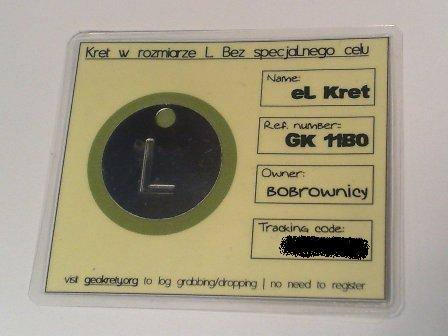 Kret w rozmiarze L. Bez specjalnego celu
L
Name:
eL Kret
Ref. number:
GK 11B0
Owner:
BOBROWNICY
Tracking code:
visit geokrety.org to log grabbing/dropping | no need to register